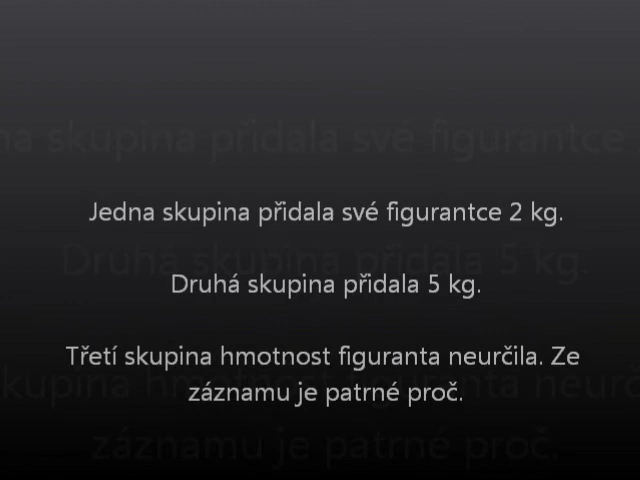 Jedna skupina přidala své figurantce 2 kg.
Druhá skupina přidala 5 kg.
Třetí skupina hmotnost figuranta neurčila. Ze
záznamu je patrné proč.